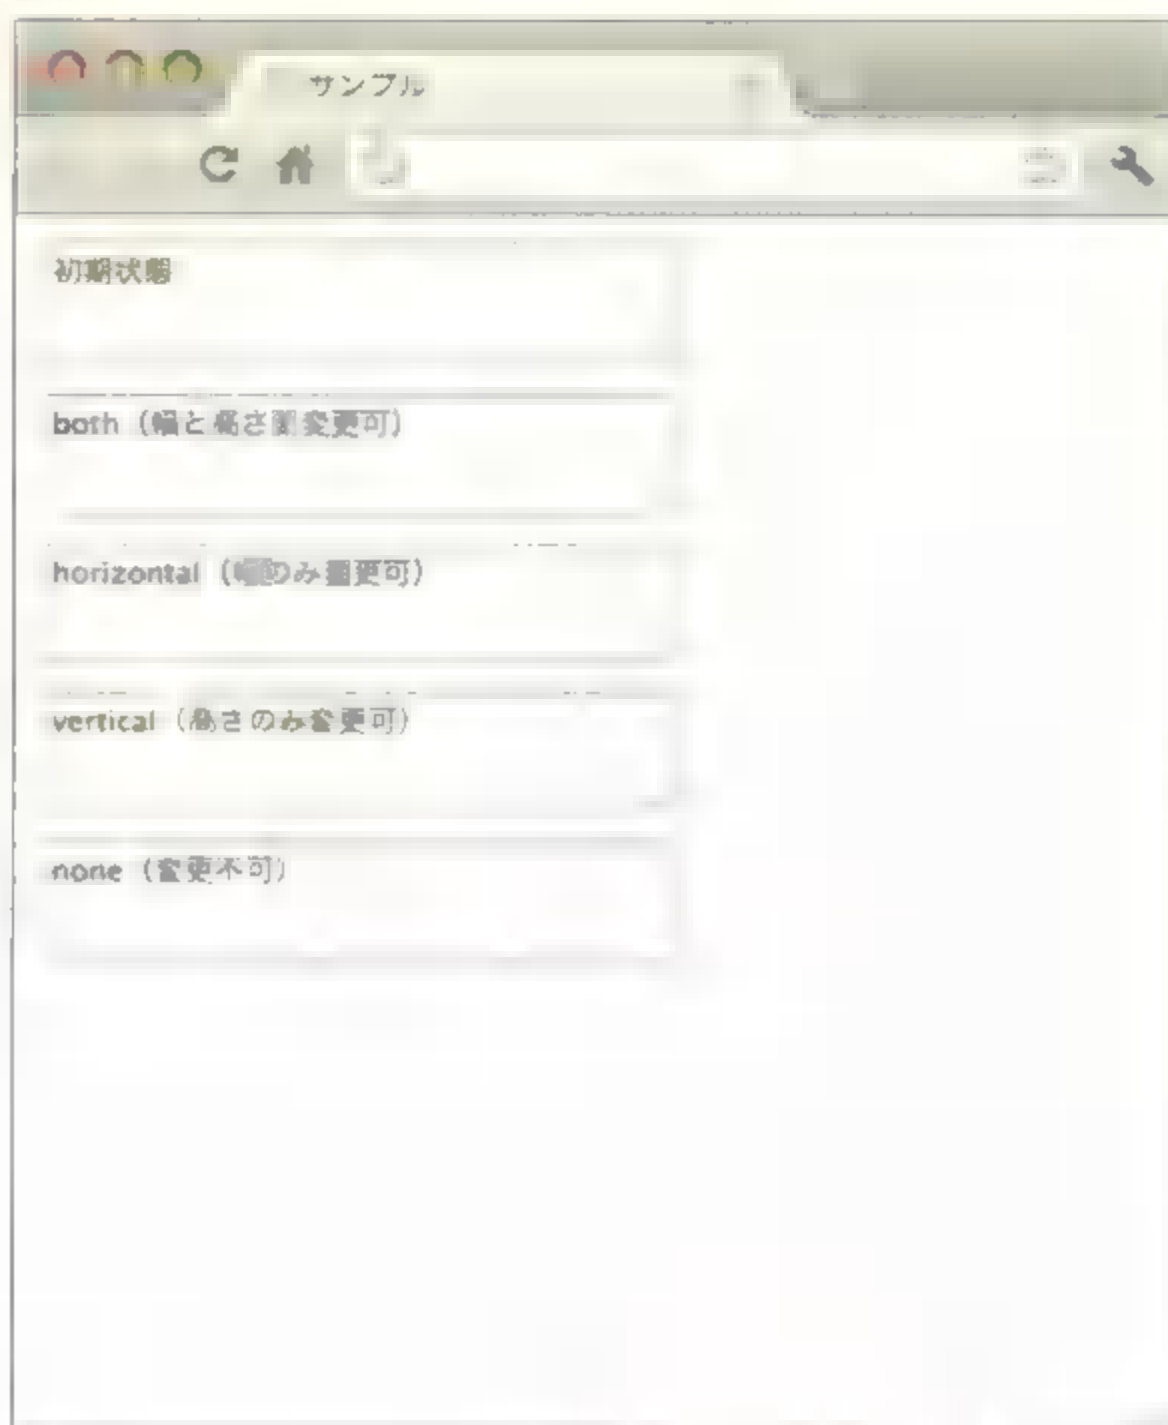 サンプル
初期状態
both（幅と高さ変更可）
horizontal（幅のみ変更可）
vertical（高さのみ変更可）
none（変更不可）